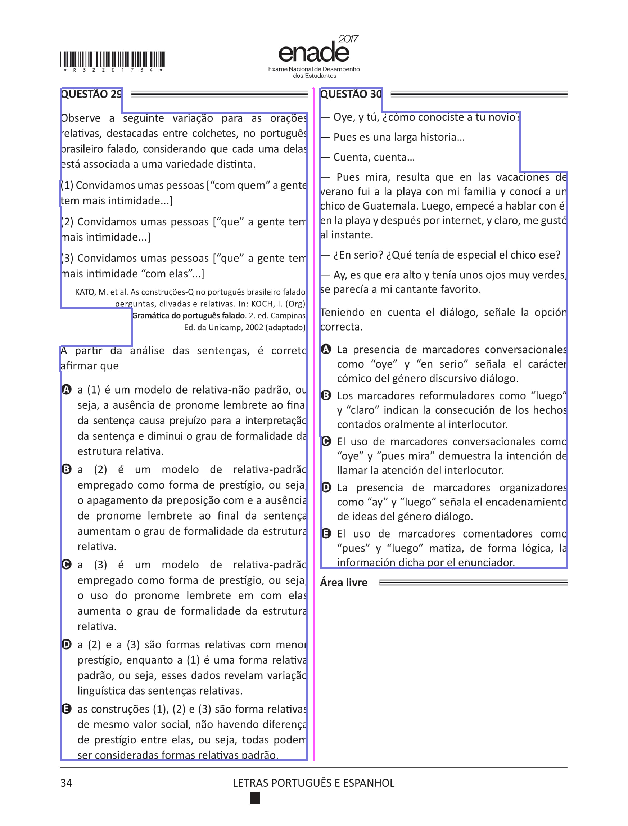 * R 3 2 2 0 1 7 3 4 *
enade 2017
Exame Nacional de Desempenho
dos Estudantes
QUESTÃO 29
Observe a seguinte variação para as orações
relativas, destacadas entre colchetes, no português
brasileiro falado, considerando que cada uma delas
está associada a uma variedade distinta.
(1) Convidamos umas pessoas ["com quem" a gente
tem mais intimidade...]
(2) Convidamos umas pessoas ["que" a gente tem
mais intimidade...]
(3) Convidamos umas pessoas ["que" a gente tem
mais intimidade "com elas"...]
KATO, M. et al. As construções-Q no português brasileiro falado
perguntas, clivadas e relativas. In: KOCH, I. (Org)
Gramática do português falado. 2. ed. Campinas
Ed. da Unicamp, 2002 (adaptado)
A partir da análise das sentenças, é correto
afirmar que
A a (1) é um modelo de relativa-não padrão, ou
seja, a ausência de pronome lembrete ao final
da sentença causa prejuízo para a interpretação
da sentença e diminui o grau de formalidade da
estrutura relativa.
B a (2) é um modelo de relativa-padrão
empregado como forma de prestígio, ou seja,
o apagamento da preposição com e a ausência
de pronome lembrete ao final da sentença
aumentam o grau de formalidade da estrutura
relativa.
C a (3) é um modelo de relativa-padrão
empregado como forma de prestígio, ou seja,
o uso do pronome lembrete em com elas
aumenta o grau de formalidade da estrutura
relativa.
D a (2) e a (3) são formas relativas com menor
prestígio, enquanto a (1) é uma forma relativa
padrão, ou seja, esses dados revelam variação
linguística das sentenças relativas.
E as construções (1), (2) e (3) são forma relativas
de mesmo valor social, não havendo diferença
de prestígio entre elas, ou seja, todas podem
ser consideradas formas relativas padrão.
QUESTÃO 30
— Oye, y tú, ¿cómo conociste a tu novio?
— Pues es una larga historia...
— Cuenta, cuenta...
— Pues mira, resulta que en las vacaciones de
verano fui a la playa con mi familia y conocí a un
chico de Guatemala. Luego, empecé a hablar con él
en la playa y después por internet, y claro, me gustó
al instante.
— ¿En serio? ¿Qué tenía de especial el chico ese?
— Ay, es que era alto y tenía unos ojos muy verdes,
se parecía a mi cantante favorito.
Teniendo en cuenta el diálogo, señale la opción
correcta.
A La presencia de marcadores conversacionales
como "oye" y "en serio" señala el carácter
cómico del género discursivo diálogo.
B Los marcadores reformuladores como "luego"
y "claro" indican la consecución de los hechos
contados oralmente al interlocutor.
C El uso de marcadores conversacionales como
"oye" y "pues mira" demuestra la intención de
llamar la atención del interlocutor.
D La presencia de marcadores organizadores
como "ay" y "luego" señala el encadenamiento
de ideas del género diálogo.
E El uso de marcadores comentadores como
"pues" y "luego" matiza, de forma lógica, la
información dicha por el enunciador.
Área livre
34
LETRAS PORTUGUÊS E ESPANHOL